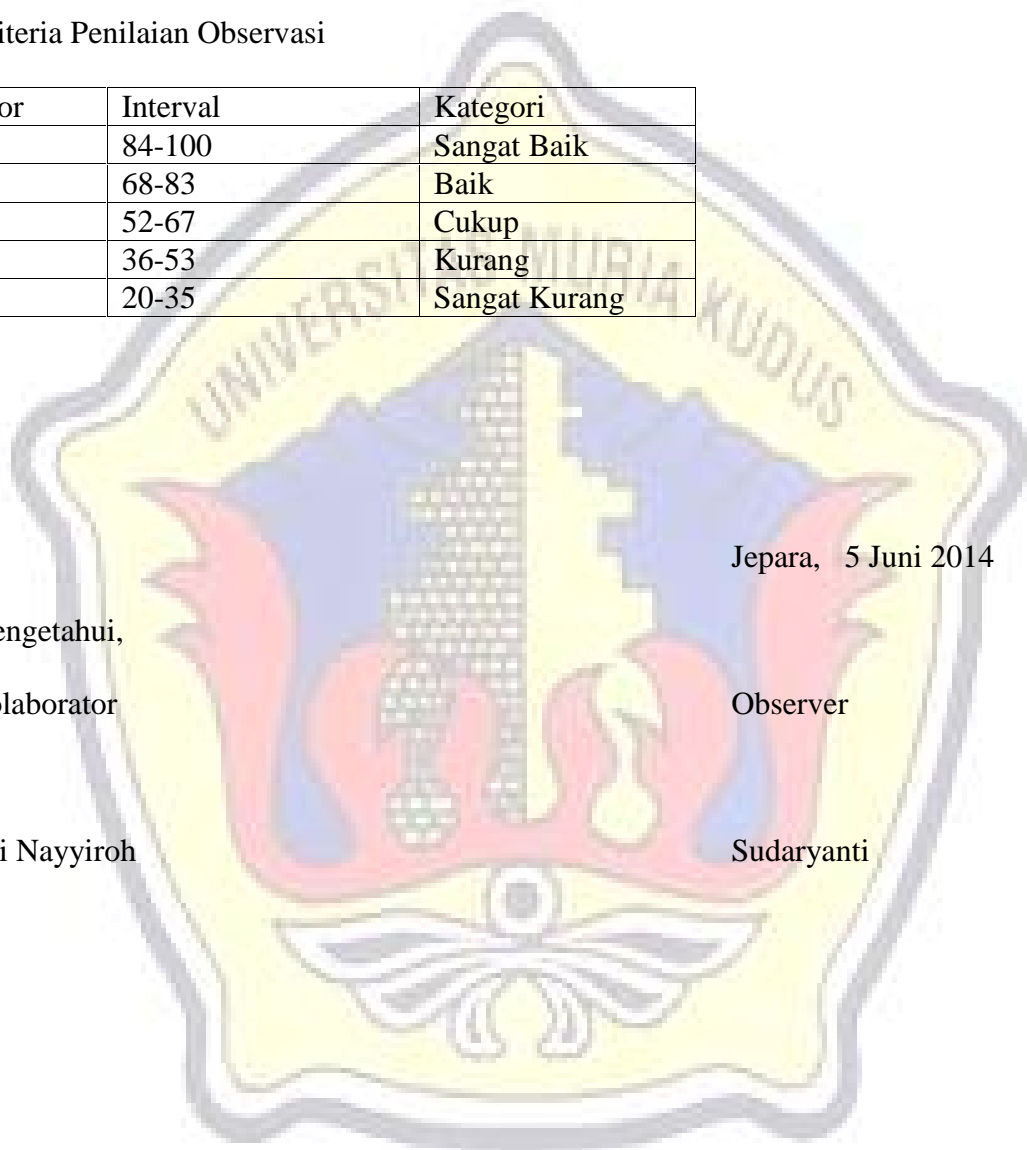 iteria Penilaian Observasi
or Interval Kategori
84-100 Sangat Baik
68-83 Baik
52-67 Cukup
36-53 Kurang
20-35 Sangat Kurang
UNIVERSITAS MURIA KUDUS
Jepara, 5 Juni 2014
engetahui,
olaborator Observer
i Nayyiroh Sudaryanti